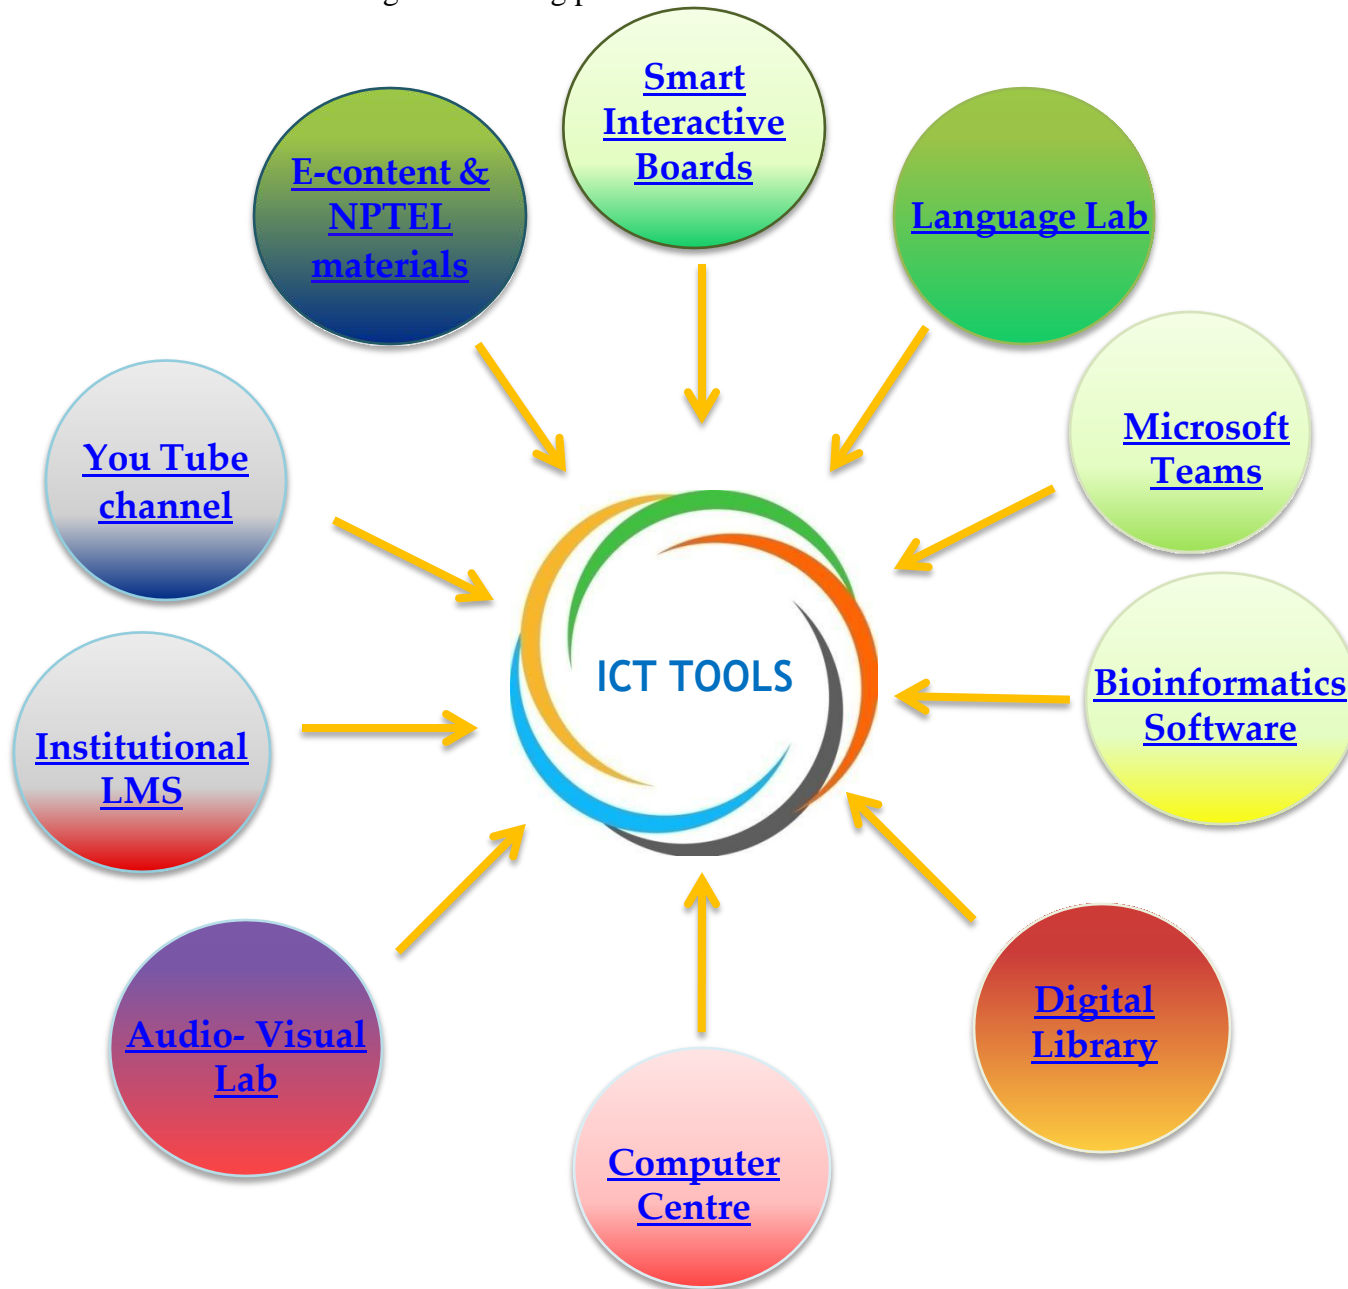 Smart
Interactive
Boards
E-content &
NPTEL
materials
Language Lab
Microsoft
Teams
You Tube
channel
ICT TOOLS
Bioinformatics
Software
Institutional
LMS
Digital
Library
Audio- Visual
Lab
Computer
Centre